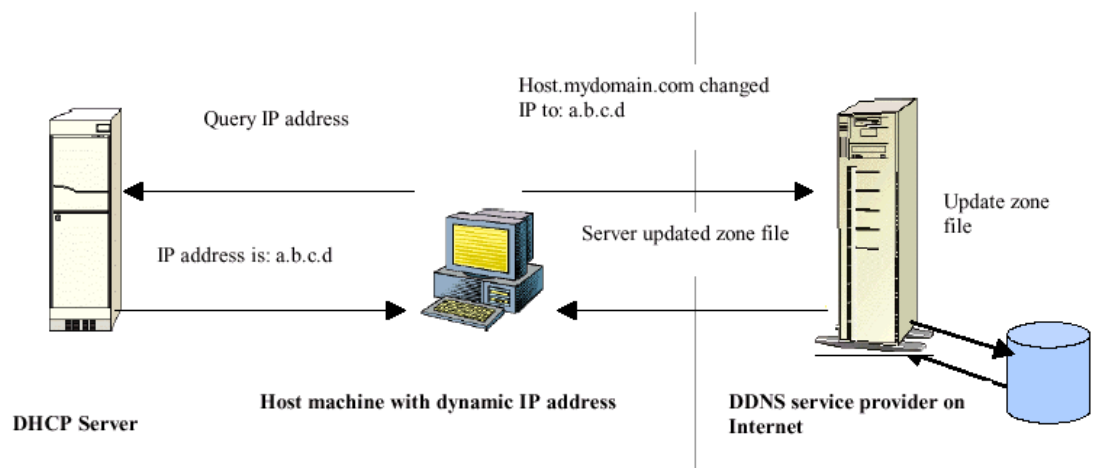 Host.mydomain.com changed
IP to: a.b.c.d
Query IP address
Update zone
file
Server updated zone file
IP address is: a.b.c.d
Host machine with dynamic IP address
DDNS service provider on
Internet
DHCP Server